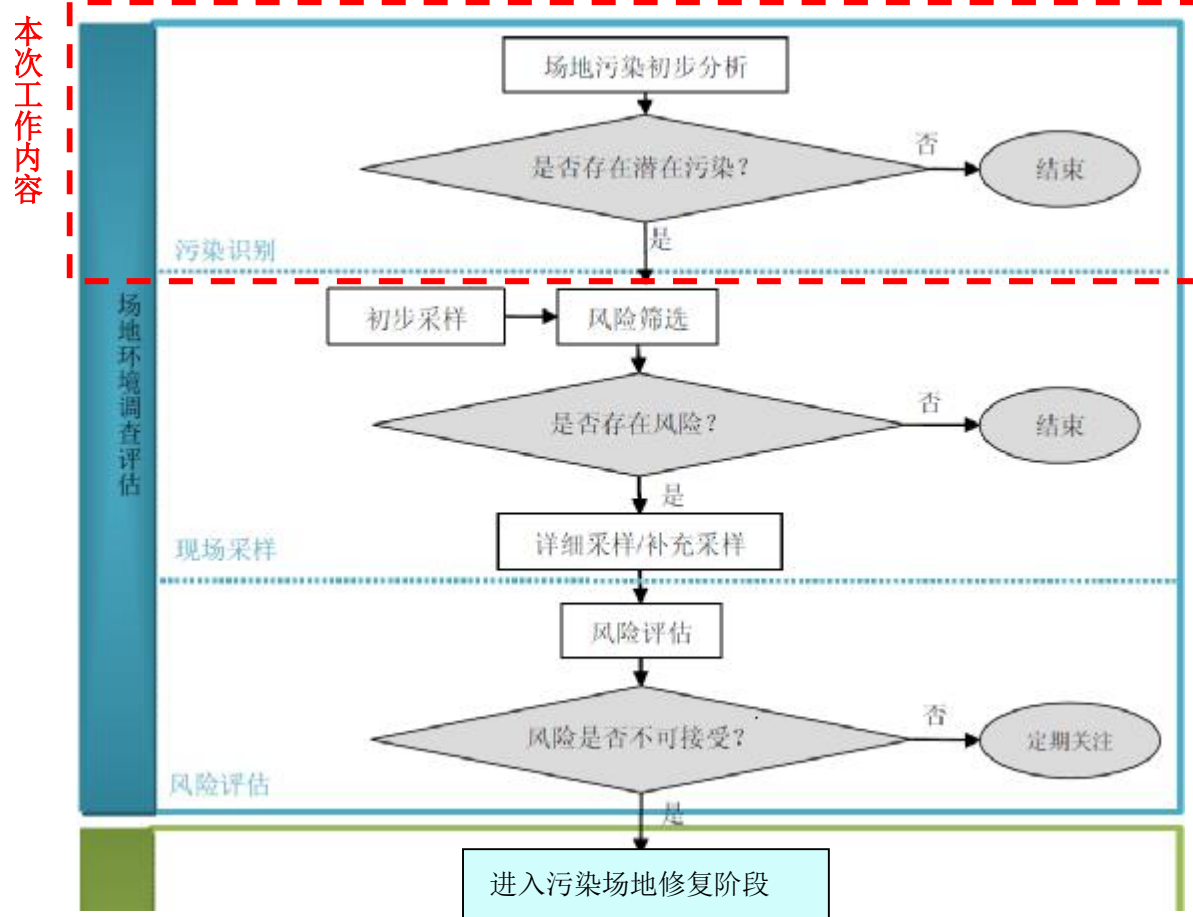 本次工作内容
场地污染初步分析
是否存在潜在污染？
否
结束
是
污染识别
场地环境调查评估
初步采样
风险筛选
是否存在风险？
否
结束
是
详细采样/补充采样
现场采样
风险评估
风险是否不可接受？
否
定期关注
风险评估
是
进入污染场地修复阶段